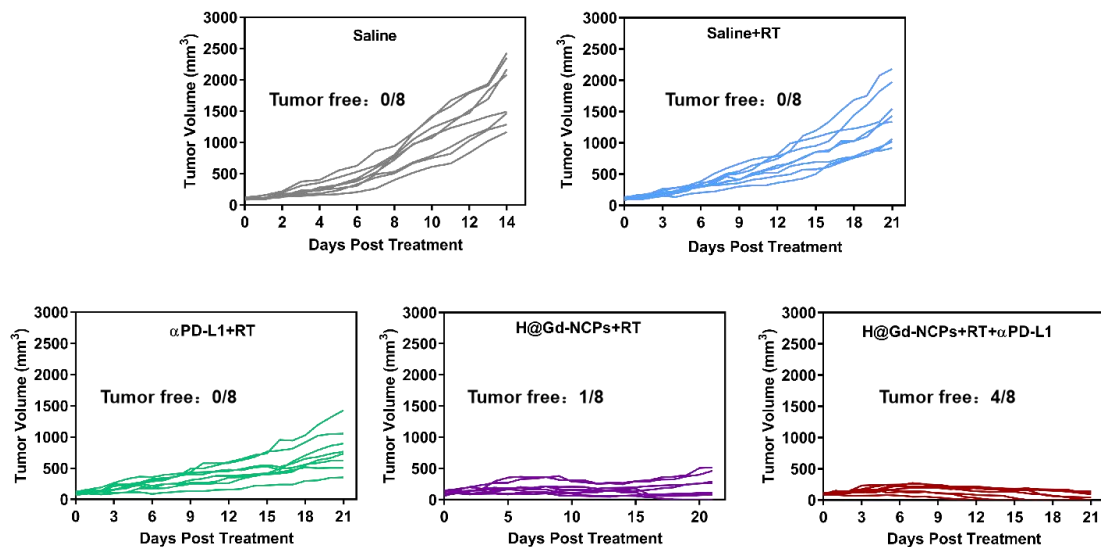 Saline
Tumor free：0/8
Tumor Volume (mm³)
3000
2500
2000
1500
1000
500
0
0 2 4 6 8 10 12 14
Days Post Treatment
Saline+RT
Tumor free：0/8
Tumor Volume (mm³)
3000
2500
2000
1500
1000
500
0
0 3 6 9 12 15 18 21
Days Post Treatment
αPD-L1+RT
Tumor free：0/8
Tumor Volume (mm³)
3000
2500
2000
1500
1000
500
0
0 3 6 9 12 15 18 21
Days Post Treatment
H@Gd-NCPs+RT
Tumor free：1/8
Tumor Volume (mm³)
3000
2500
2000
1500
1000
500
0
0 5 10 15 20
Days Post Treatment
H@Gd-NCPs+RT+αPD-L1
Tumor free：4/8
Tumor Volume (mm³)
3000
2500
2000
1500
1000
500
0
0 3 6 9 12 15 18 21
Days Post Treatment